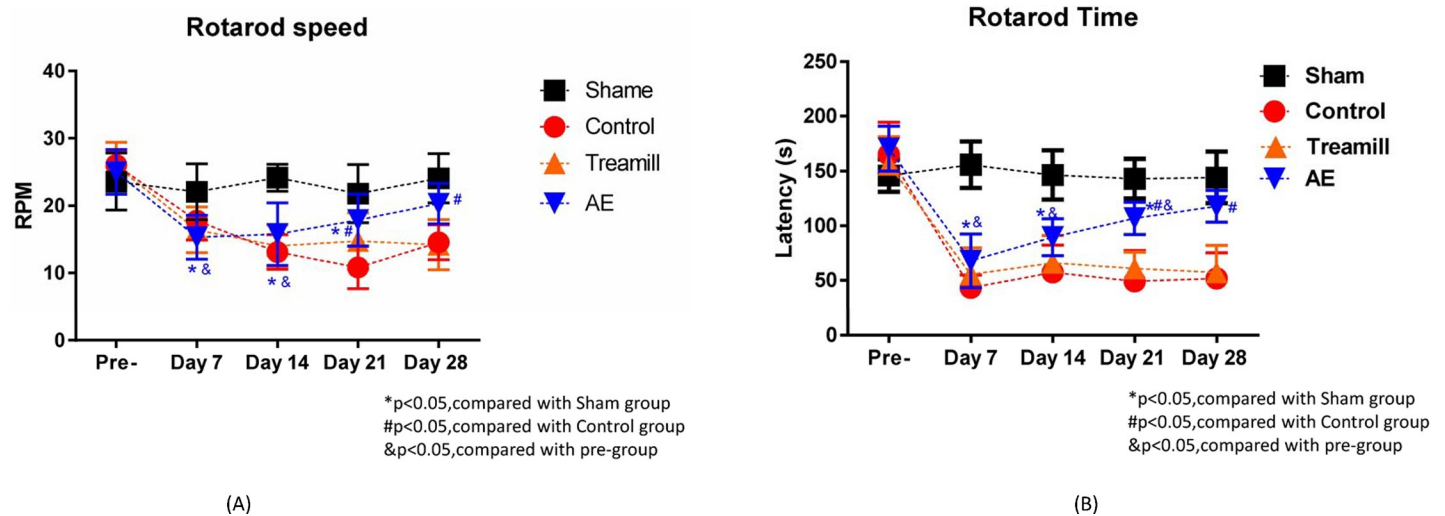 Rotarod speed
40
30
20
10
0
RPM
Shame
Control
Treamill
AE
* &
* &
* #
#
Pre-
Day 7
Day 14
Day 21
Day 28
*p<0.05,compared with Sham group
#p<0.05,compared with Control group
&p<0.05,compared with pre-group
(A)
Rotarod Time
250
200
150
100
50
0
Latency (s)
Sham
Control
Treamill
AE
*&
*&
*#&
#
Pre-
Day 7
Day 14
Day 21
Day 28
*p<0.05,compared with Sham group
#p<0.05,compared with Control group
&p<0.05,compared with pre-group
(B)